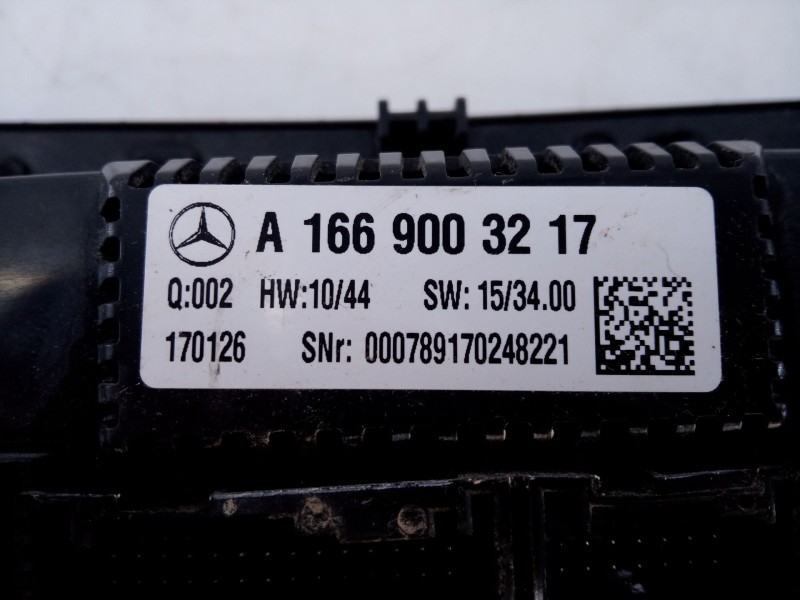 A 166 900 32 17
Q:002 HW:10/44 SW: 15/34.00
170126 SNr: 000789170248221